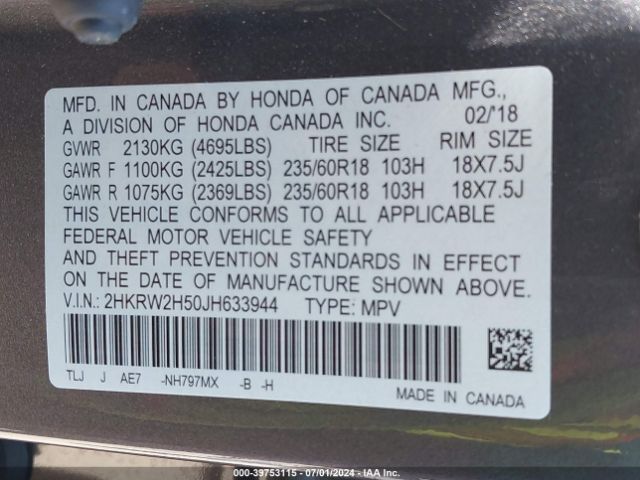 MFD. IN CANADA BY HONDA OF CANADA MFG.,
A DIVISION OF HONDA CANADA INC. 02/'18
GVWR 2130KG (4695LBS) TIRE SIZE RIM SIZE
GAWR F 1100KG (2425LBS) 235/60R18 103H 18X7.5J
GAWR R 1075KG (2369LBS) 235/60R18 103H 18X7.5J
THIS VEHICLE CONFORMS TO ALL APPLICABLE
FEDERAL MOTOR VEHICLE SAFETY
AND THEFT PREVENTION STANDARDS IN EFFECT
ON THE DATE OF MANUFACTURE SHOWN ABOVE.
V.I.N.: 2HKRW2H50JH633944 TYPE: MPV
TLJ J AE7 -NH797MX -B -H
MADE IN CANADA
000-39753115 - 07/01/2024 - IAA Inc.